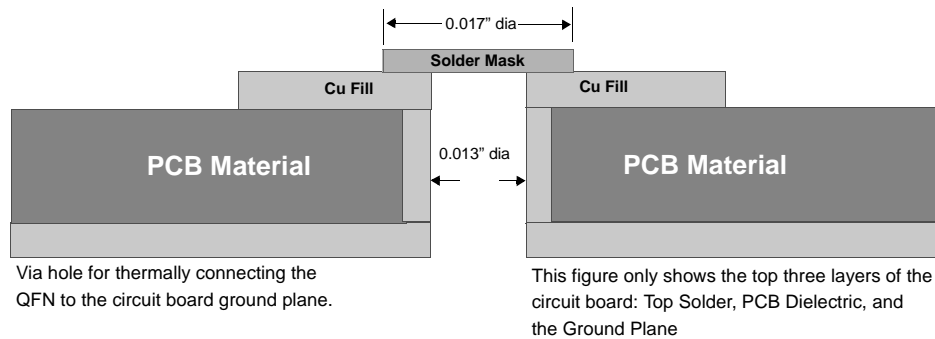 0.017” dia
Solder Mask
Cu Fill
Cu Fill
PCB Material
0.013” dia
PCB Material
Via hole for thermally connecting the
QFN to the circuit board ground plane.
This figure only shows the top three layers of the
circuit board: Top Solder, PCB Dielectric, and
the Ground Plane